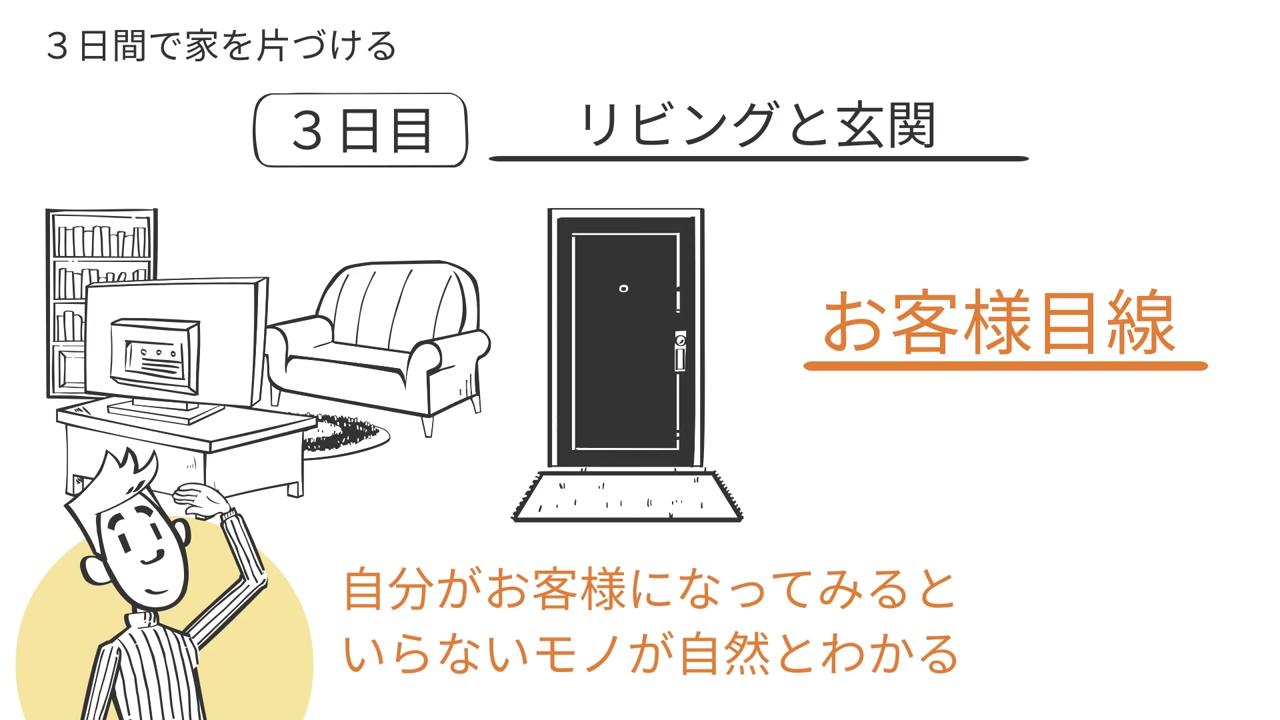 ３日間で家を片づける
３日目
リビングと玄関
お客様目線
自分がお客様になってみると
いらないモノが自然とわかる